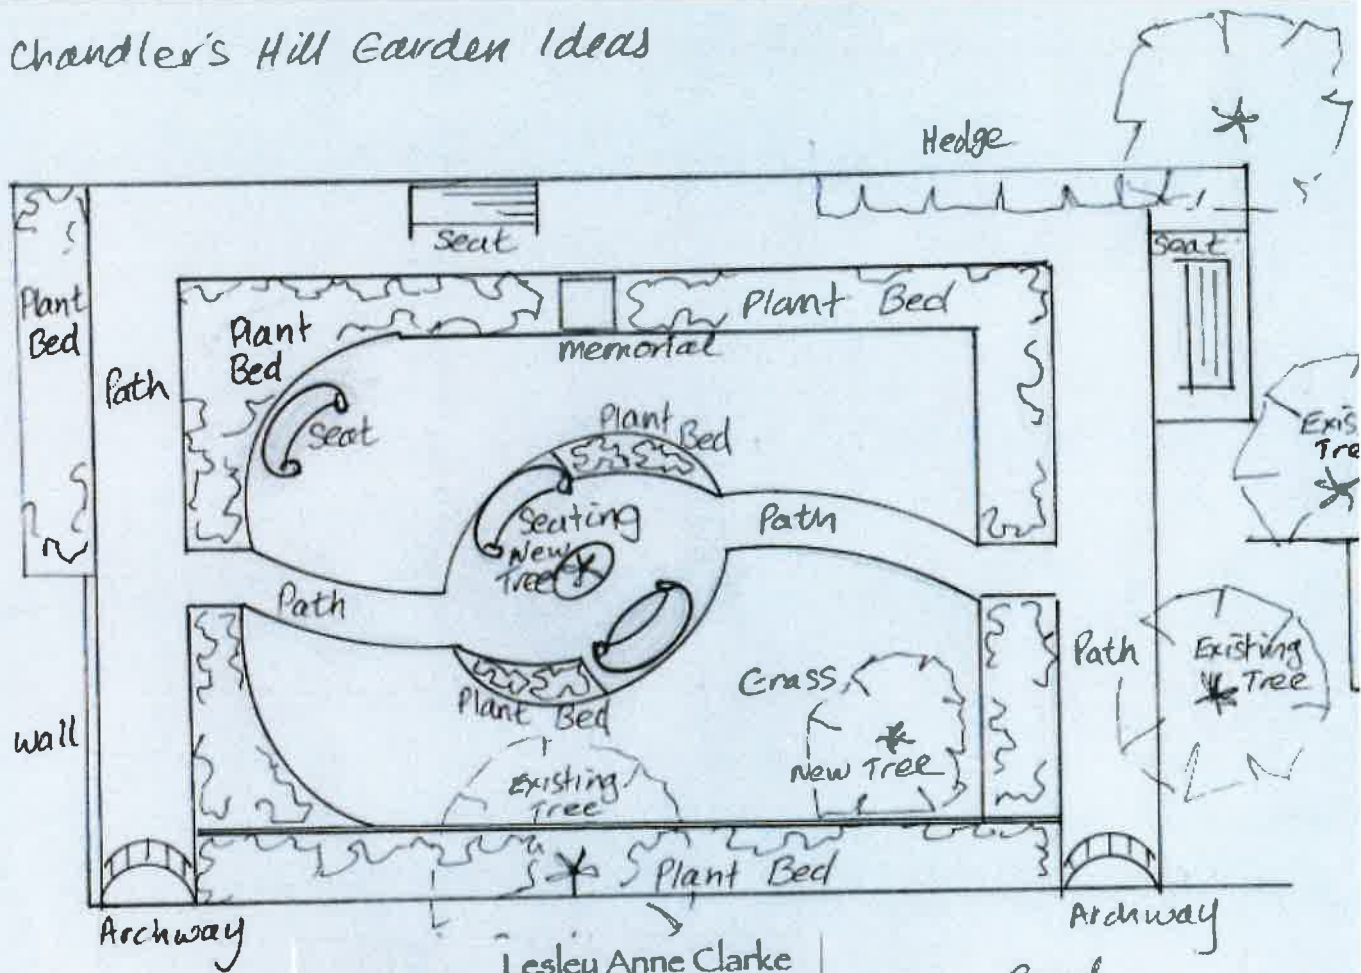 Chandler's Hill Garden Ideas
Hedge
Seat
Seat
Plant
Bed
Plant Bed
Plant
Bed
memorial
Path
Seat
Plant
Bed
Exis
Tre
Seating
New
Tree
Path
Path
Path
Existing
Tree
Grass
Plant Bed
Wall
New Tree
Existing
Tree
Plant Bed
Archway
Archway
Lesley Anne Clarke